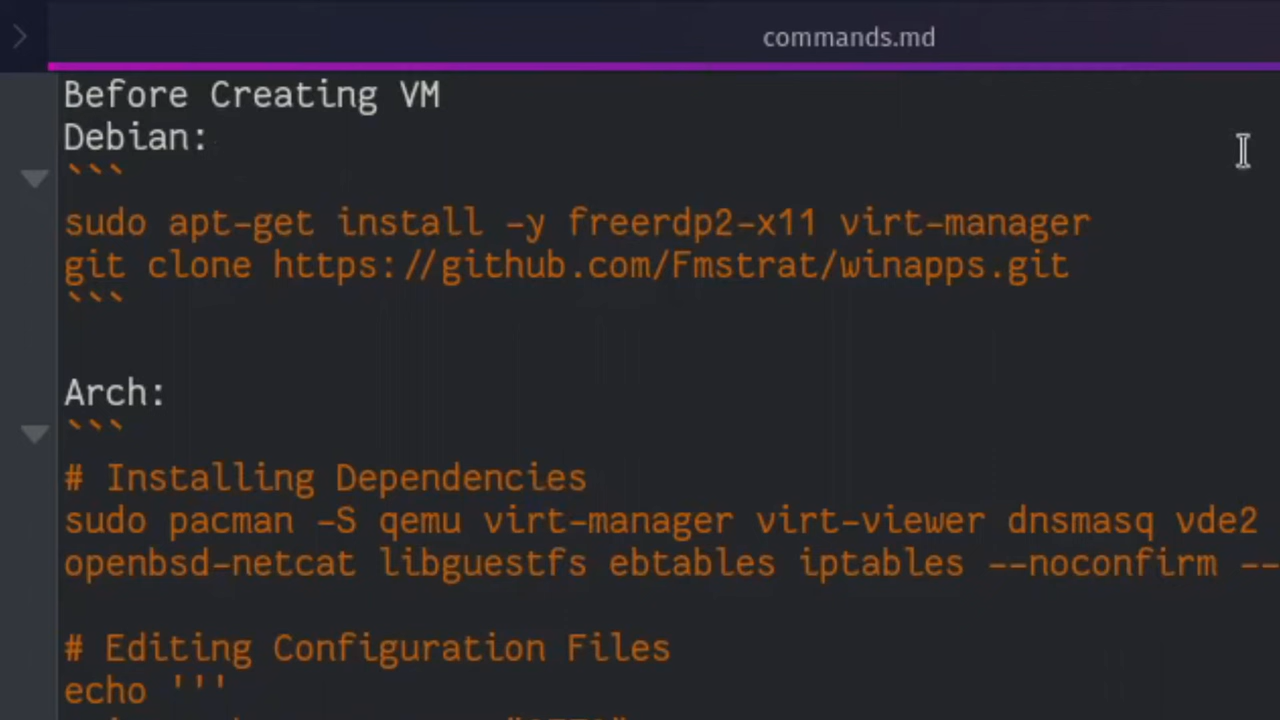 commands.md
Before Creating VM
Debian:
```
sudo apt-get install -y freerdp2-x11 virt-manager
git clone https://github.com/Fmstrat/winapps.git
```
Arch:
```
# Installing Dependencies
sudo pacman -S qemu virt-manager virt-viewer dnsmasq vde2
openbsd-netcat libguestfs ebtables iptables --noconfirm --
# Editing Configuration Files
echo '''